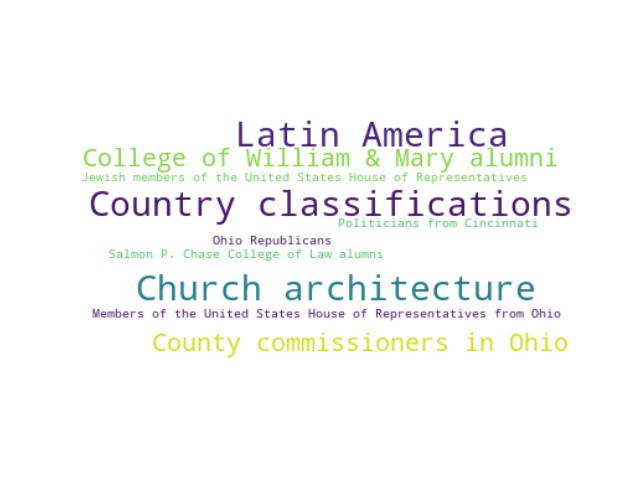 Latin America
College of William & Mary alumni
Jewish members of the United States House of Representatives
Country classifications
Politicians from Cincinnati
Ohio Republicans
Salmon P. Chase College of Law alumni
Church architecture
Members of the United States House of Representatives from Ohio
County commissioners in Ohio